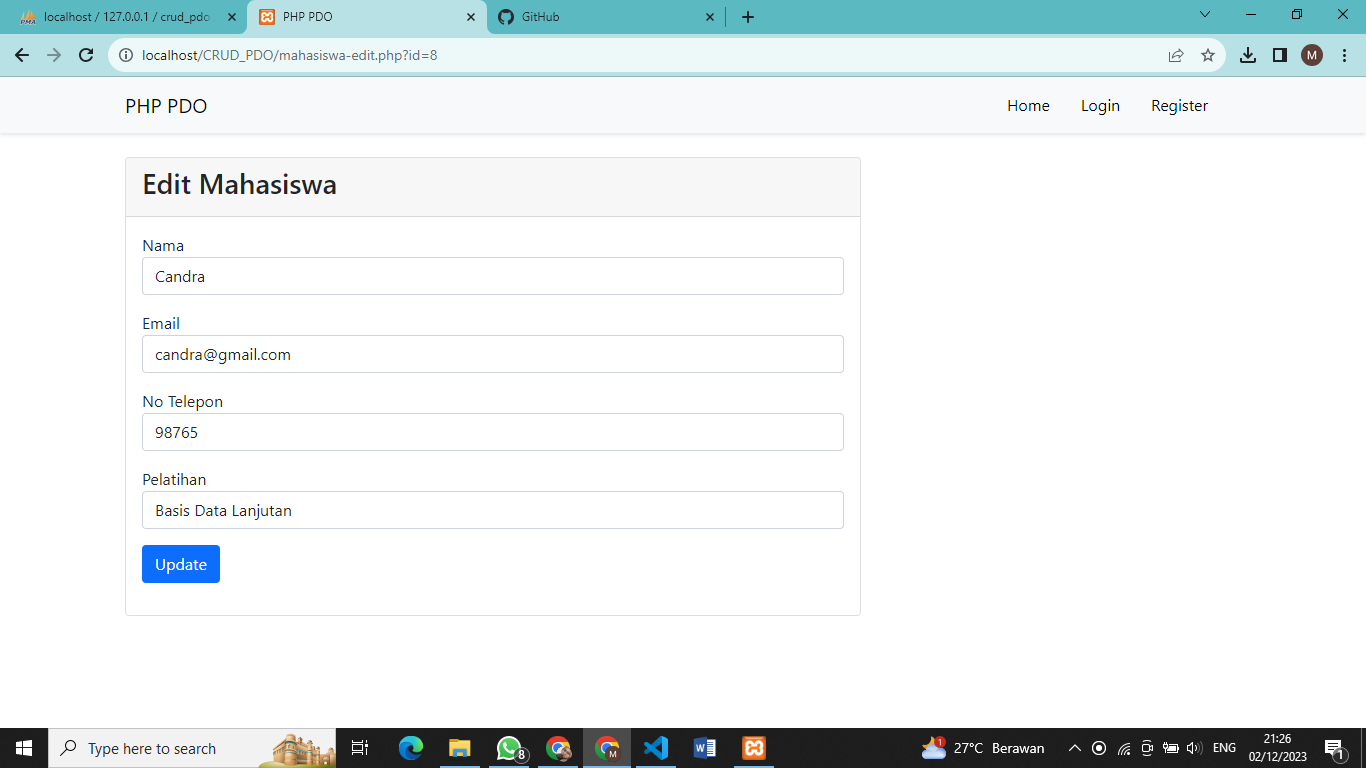 localhost / 127.0.0.1 / crud_pdo
PHP PDO
GitHub
localhost/CRUD_PDO/mahasiswa-edit.php?id=8
M
PHP PDO
Home
Login
Register
Edit Mahasiswa
Nama
Candra
Email
candra@gmail.com
No Telepon
98765
Pelatihan
Basis Data Lanjutan
Update
Type here to search
8
M
1
27°C Berawan
ENG
21:26
02/12/2023
1